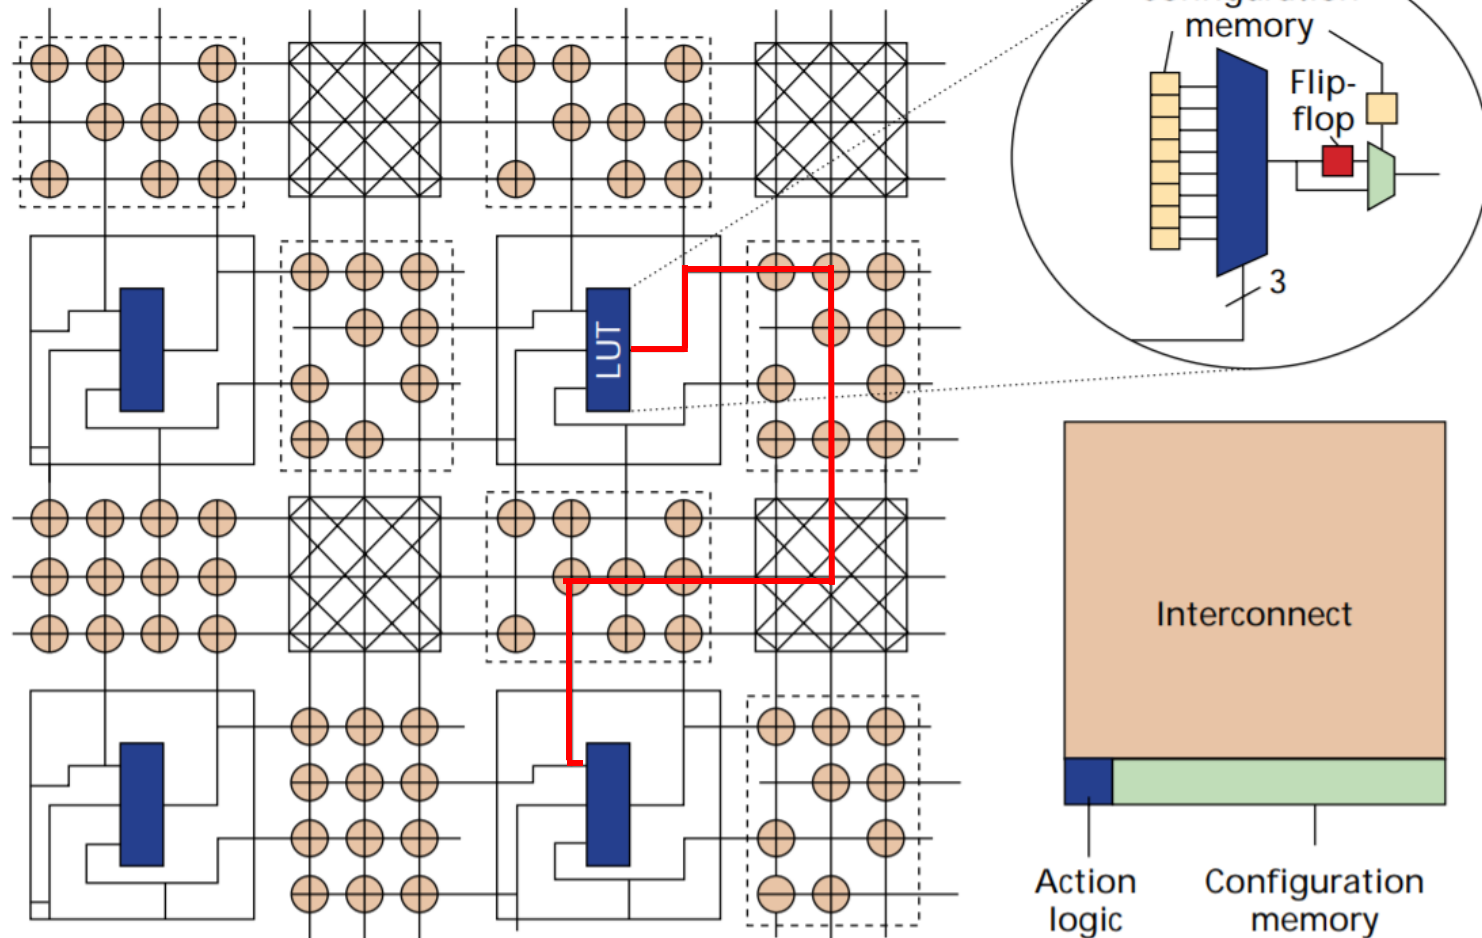 memory
Flip-
flop
3
LUT
Interconnect
Action
logic
Configuration
memory